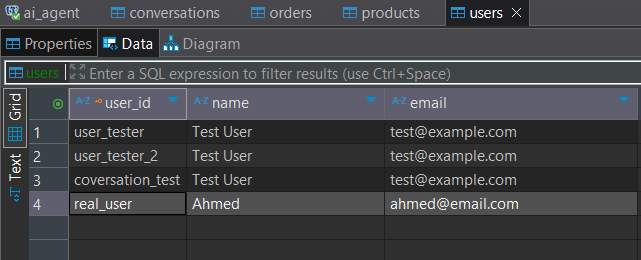 ai_agent conversations orders products users
Properties Data Diagram
users Enter a SQL expression to filter results (use Ctrl+Space)
Grid
Text
A-Z user_id A-Z name A-Z email
1 user_tester Test User test@example.com
2 user_tester_2 Test User test@example.com
3 coversation_test Test User test@example.com
4 real_user Ahmed ahmed@email.com